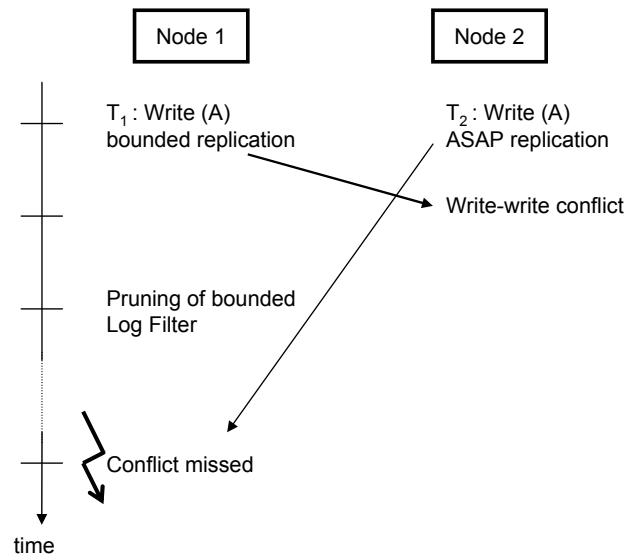 Node 1
Node 2
T₁ : Write (A)
bounded replication
T₂ : Write (A)
ASAP replication
Write-write conflict
Pruning of bounded
Log Filter
Conflict missed
time